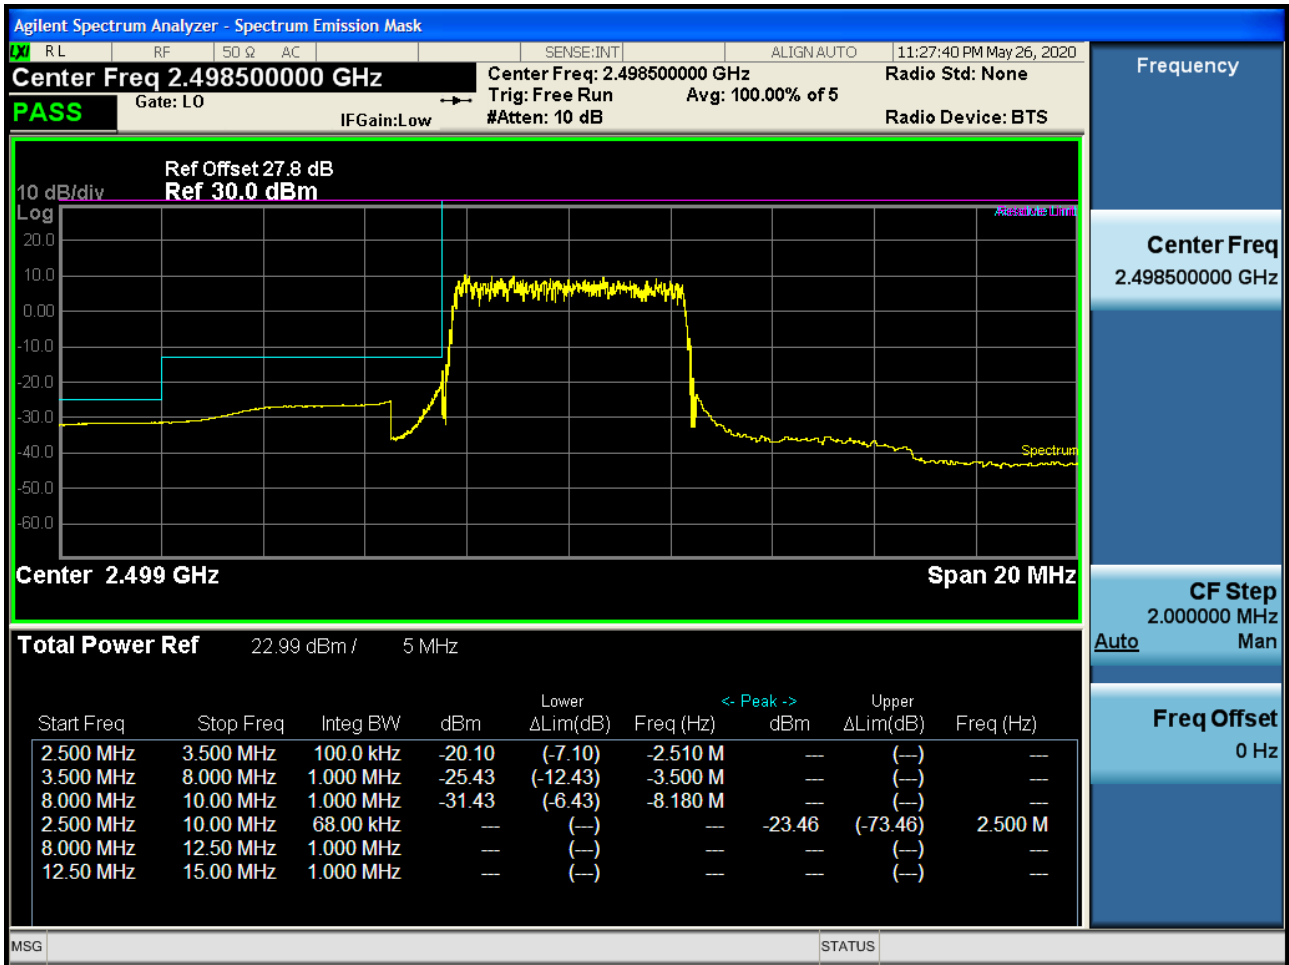 Agilent Spectrum Analyzer - Spectrum Emission Mask
LXI RL RF 50 Ω AC SENSE:INT ALIGN AUTO 11:27:40 PM May 26, 2020
Center Freq 2.498500000 GHz
Center Freq: 2.498500000 GHz Radio Std: None
Trig: Free Run Avg: 100.00% of 5
PASS Gate: LO IFGain:Low #Atten: 10 dB Radio Device: BTS
Ref Offset 27.8 dB
10 dB/div Ref 30.0 dBm
Log
Absolute Limit
20.0
10.0
0.00
-10.0
-20.0
-30.0
-40.0
Spectrum
-50.0
-60.0
Center 2.499 GHz Span 20 MHz
Total Power Ref 22.99 dBm / 5 MHz
Lower <- Peak -> Upper
Start Freq Stop Freq Integ BW dBm ΔLim(dB) Freq (Hz) dBm ΔLim(dB) Freq (Hz)
2.500 MHz 3.500 MHz 100.0 kHz -20.10 (-7.10) -2.510 M --- (---) ---
3.500 MHz 8.000 MHz 1.000 MHz -25.43 (-12.43) -3.500 M --- (---) ---
8.000 MHz 10.00 MHz 1.000 MHz -31.43 (-6.43) -8.180 M --- (---) ---
2.500 MHz 10.00 MHz 68.00 kHz --- (---) --- -23.46 (-73.46) 2.500 M
8.000 MHz 12.50 MHz 1.000 MHz --- (---) --- --- (---) ---
12.50 MHz 15.00 MHz 1.000 MHz --- (---) --- --- (---) ---
MSG STATUS
Frequency
Center Freq
2.498500000 GHz
CF Step
2.000000 MHz
Auto Man
Freq Offset
0 Hz